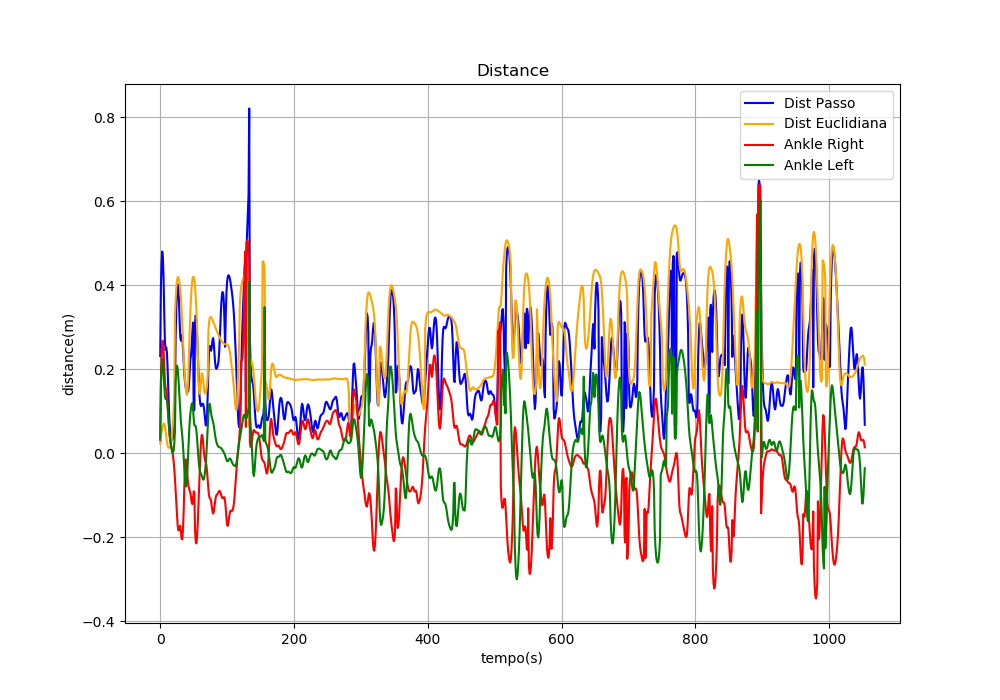 Distance
Dist Passo
Dist Euclidiana
Ankle Right
Ankle Left
distance(m)
0.8
0.6
0.4
0.2
0.0
−0.2
−0.4
0 200 400 600 800 1000
tempo(s)